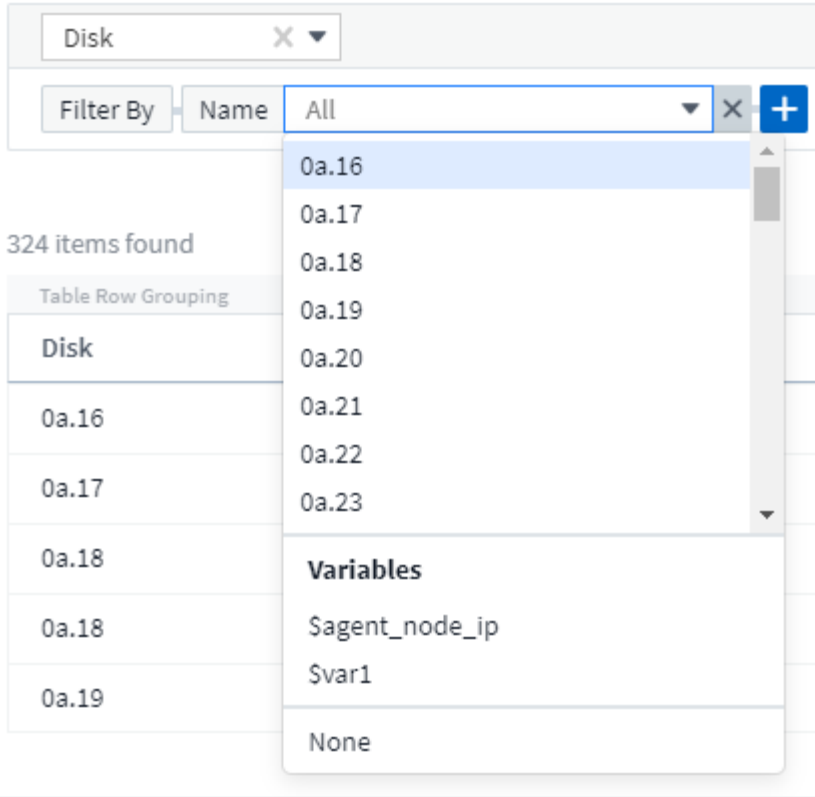 Disk
Filter By Name All
0a.16
0a.17
0a.18
0a.19
0a.20
0a.21
0a.22
0a.23
Variables
$agent_node_ip
$var1
None
324 items found
Table Row Grouping
Disk
0a.16
0a.17
0a.18
0a.18
0a.19